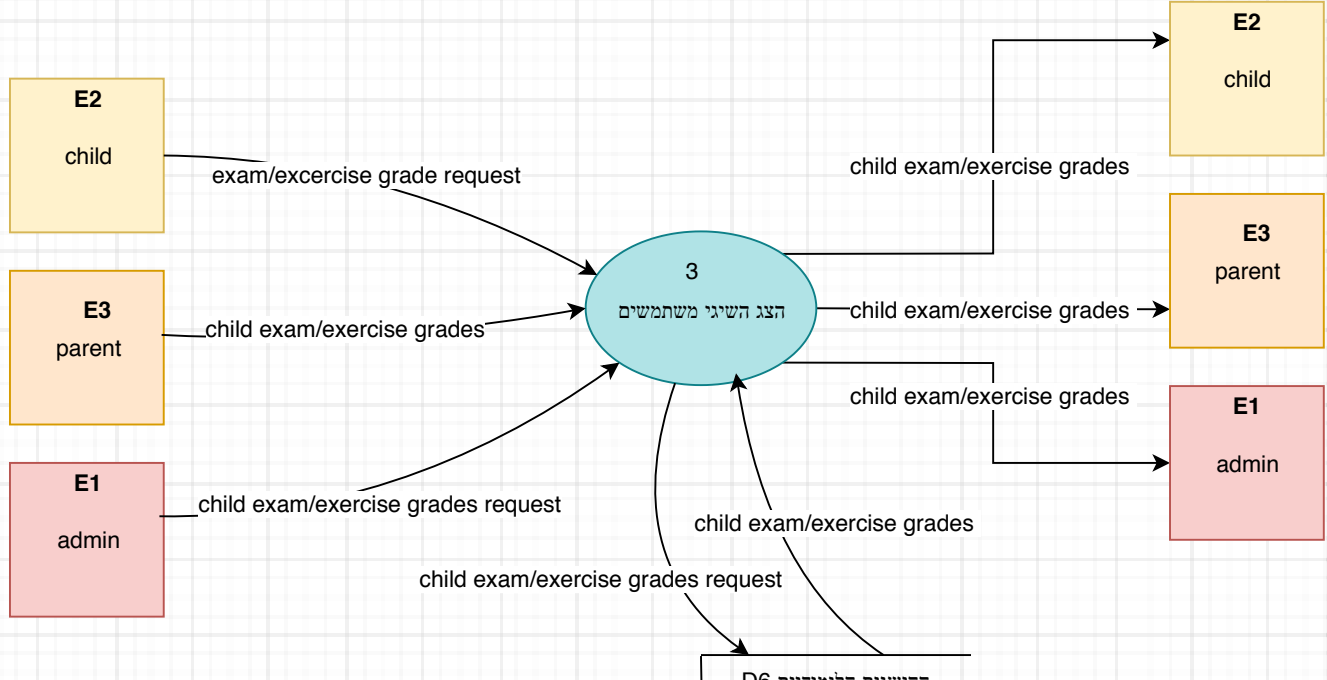 E2
child
exam/excercise grade request
E3
parent
child exam/exercise grades
E1
admin
child exam/exercise grades request
3
הצג השיגי משתמשים
child exam/exercise grades
E2
child
child exam/exercise grades
E3
parent
child exam/exercise grades
E1
admin
child exam/exercise grades
child exam/exercise grades request
D6